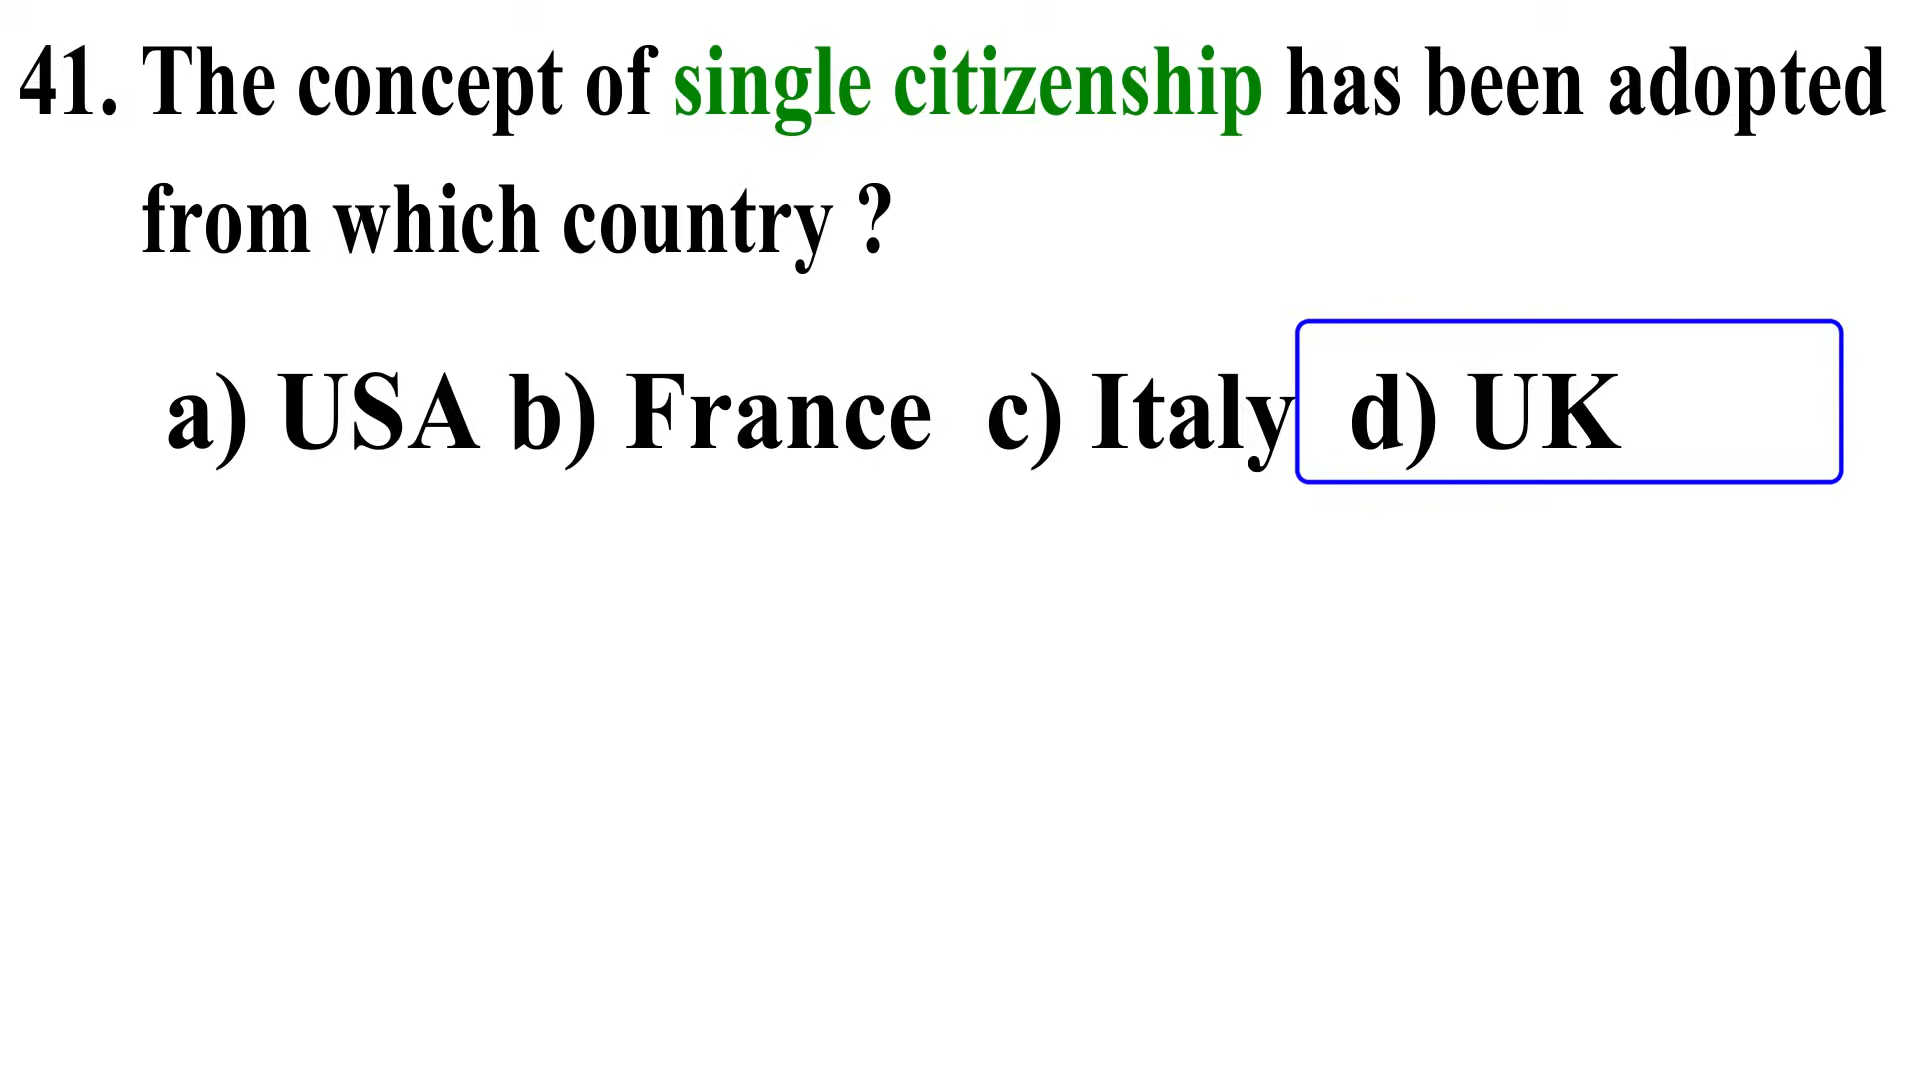 41. The concept of single citizenship has been adopted
from which country ?
a) USA b) France c) Italy d) UK